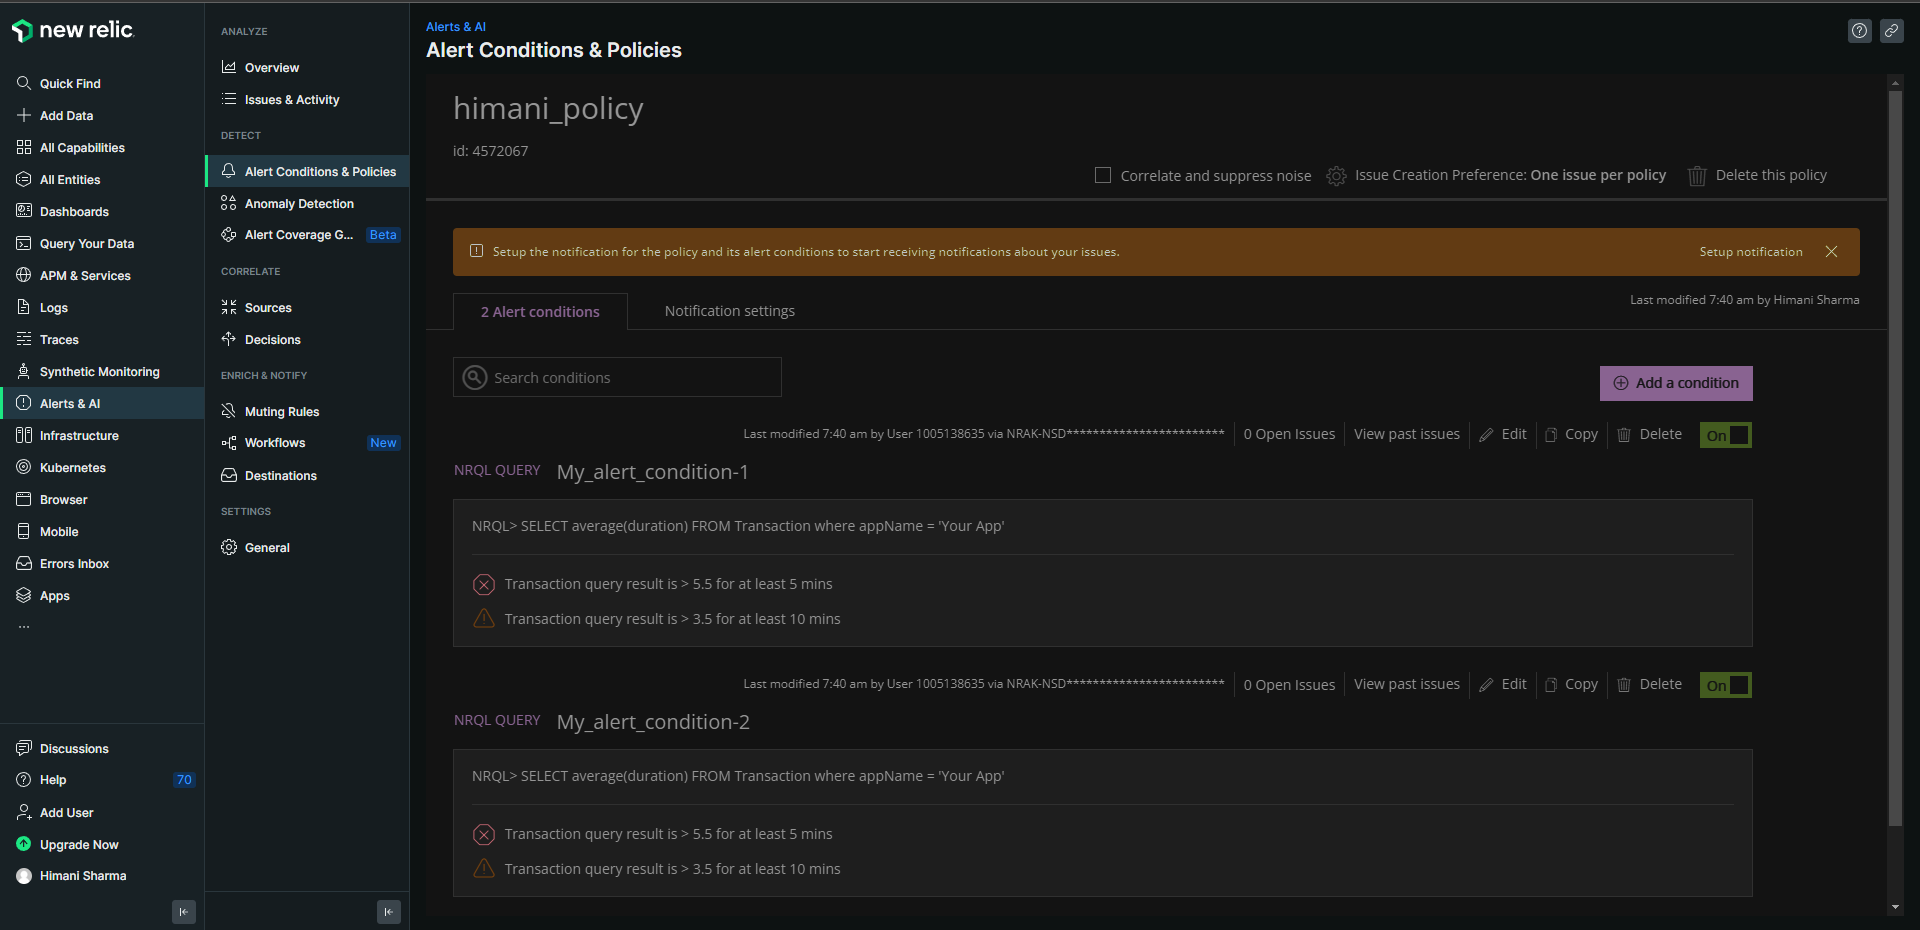 new relic
Quick Find
Add Data
All Capabilities
All Entities
Dashboards
Query Your Data
APM & Services
Logs
Traces
Synthetic Monitoring
Alerts & AI
Infrastructure
Kubernetes
Browser
Mobile
Errors Inbox
Apps
...
Discussions
Help 70
Add User
Upgrade Now
Himani Sharma
ANALYZE
Overview
Issues & Activity
DETECT
Alert Conditions & Policies
Anomaly Detection
Alert Coverage G... Beta
CORRELATE
Sources
Decisions
ENRICH & NOTIFY
Muting Rules
Workflows New
Destinations
SETTINGS
General
Alerts & AI
Alert Conditions & Policies
himani_policy
id: 4572067
Correlate and suppress noise Issue Creation Preference: One issue per policy Delete this policy
Setup the notification for the policy and its alert conditions to start receiving notifications about your issues. Setup notification
Last modified 7:40 am by Himani Sharma
2 Alert conditions Notification settings
Search conditions
Add a condition
Last modified 7:40 am by User 1005138635 via NRAK-NSD************************ 0 Open Issues View past issues Edit Copy Delete On
NRQL QUERY My_alert_condition-1
NRQL> SELECT average(duration) FROM Transaction where appName = 'Your App'
Transaction query result is > 5.5 for at least 5 mins
Transaction query result is > 3.5 for at least 10 mins
Last modified 7:40 am by User 1005138635 via NRAK-NSD************************ 0 Open Issues View past issues Edit Copy Delete On
NRQL QUERY My_alert_condition-2
NRQL> SELECT average(duration) FROM Transaction where appName = 'Your App'
Transaction query result is > 5.5 for at least 5 mins
Transaction query result is > 3.5 for at least 10 mins